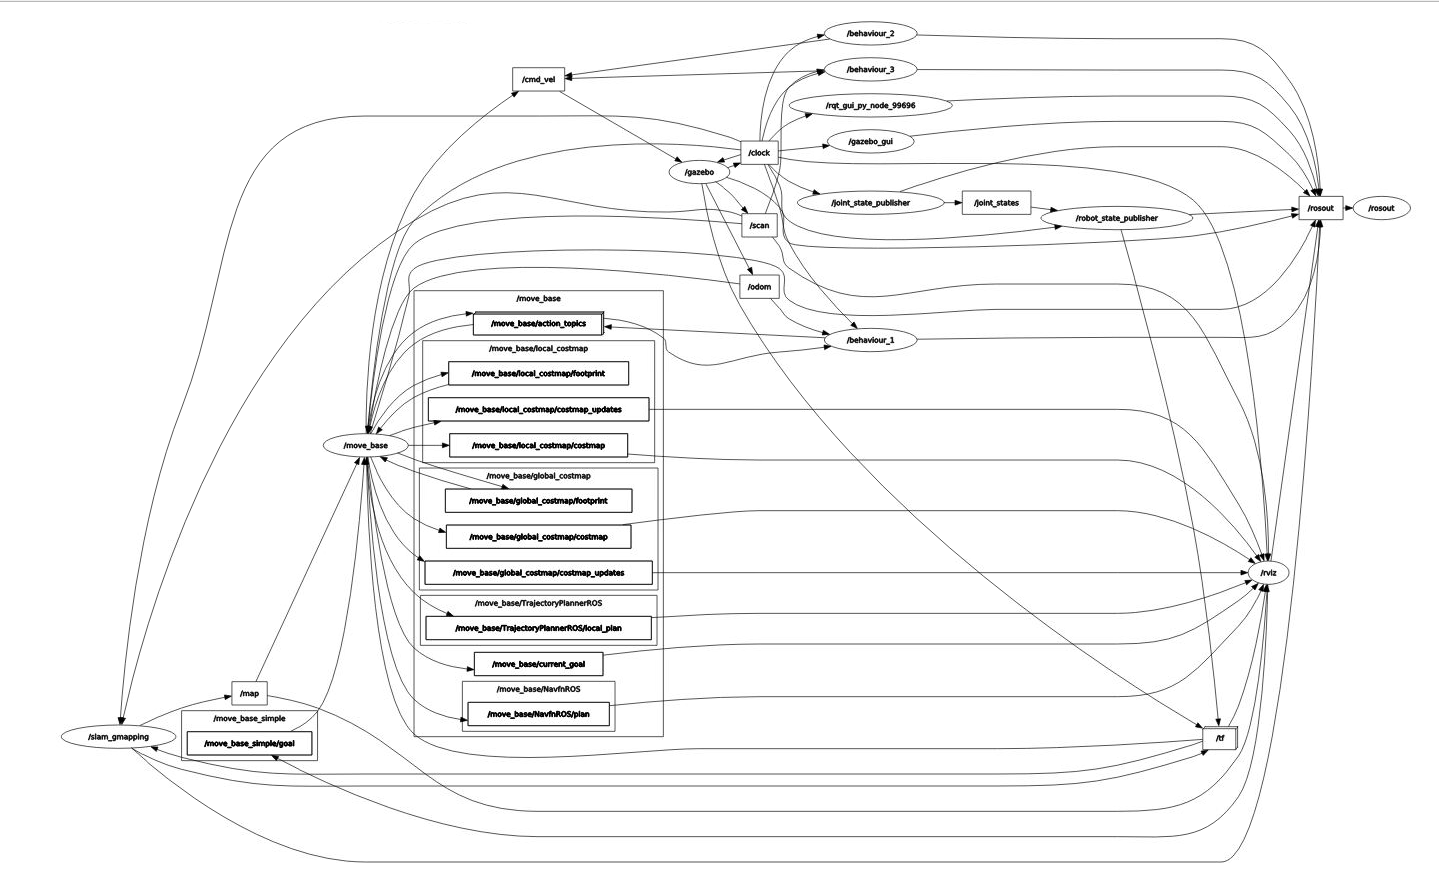 /behaviour_2
/behaviour_3
/cmd_vel
/rqt_gui_py_node_99696
/gazebo_gui
/clock
/gazebo
/joint_state_publisher
/joint_states
/robot_state_publisher
/rosout
/rosout
/scan
/odom
/move_base
/move_base/action_topics
/behaviour_1
/move_base/local_costmap
/move_base/local_costmap/footprint
/move_base/local_costmap/costmap_updates
/move_base
/move_base/local_costmap/costmap
/move_base/global_costmap
/move_base/global_costmap/footprint
/move_base/global_costmap/costmap
/move_base/global_costmap/costmap_updates
/rviz
/move_base/TrajectoryPlannerROS
/move_base/TrajectoryPlannerROS/local_plan
/move_base/current_goal
/move_base/NavfnROS
/map
/move_base/NavfnROS/plan
/move_base_simple
/slam_gmapping
/move_base_simple/goal
/tf